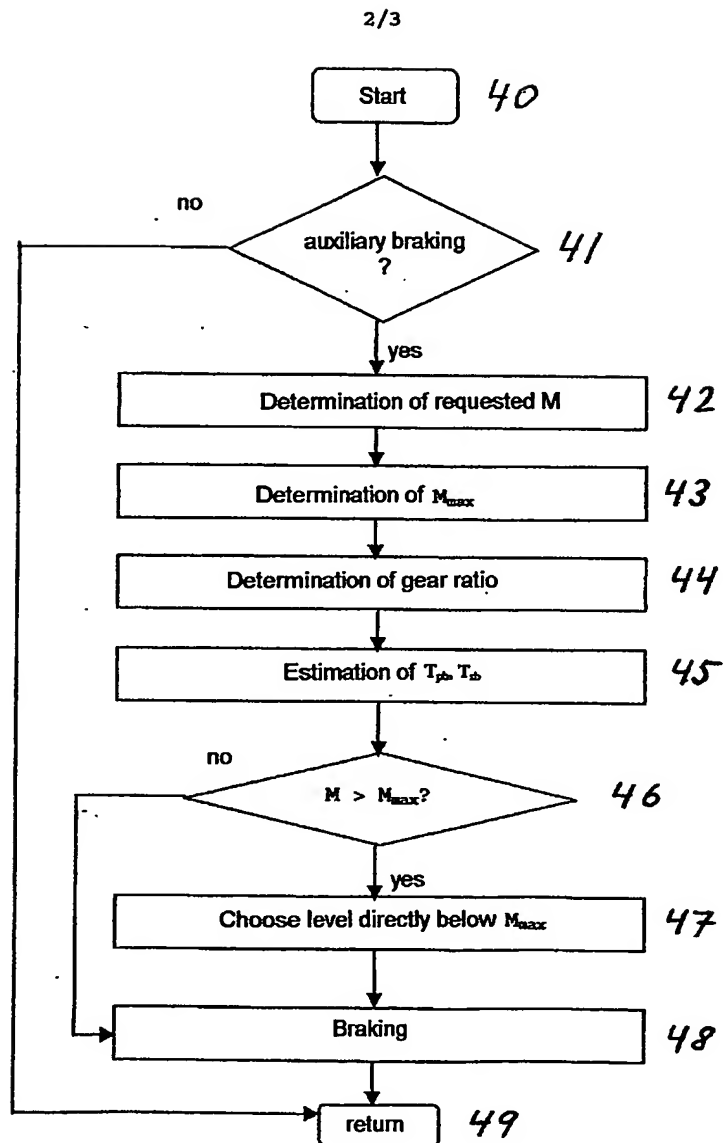 2/3
Start 40
no
auxiliary braking
? 41
yes
Determination of requested M 42
Determination of Mmax 43
Determination of gear ratio 44
Estimation of Tpb, Tsb 45
no
M > Mmax? 46
yes
Choose level directly below Mmax 47
Braking 48
return 49